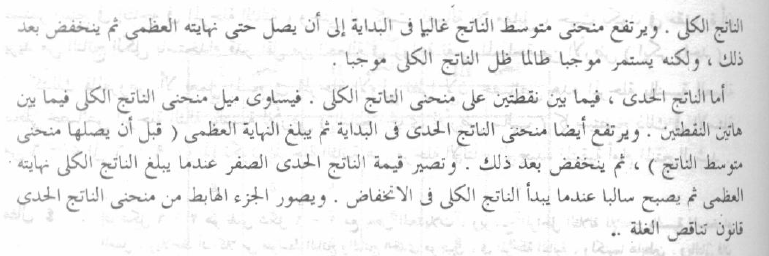 الناتج الكلى . ويرتفع منحنى متوسط الناتج غالبا فى البداية إلى أن يصل حتى نهايته العظمى ثم ينخفض بعد
ذلك ، ولكنه يستمر موجبا طالما ظل الناتج الكلى موجبا .
أما الناتج الحدى ، فيما بين نقطتين على منحنى الناتج الكلى . فيساوى ميل منحنى الناتج الكلى فيما بين
هاتين النقطتين . ويرتفع أيضا منحنى الناتج الحدى فى البداية ثم يبلغ النهاية العظمى ( قبل أن يصلها منحنى
متوسط الناتج ) ، ثم ينخفض بعد ذلك . وتصير قيمة الناتج الحدى الصفر عندما يبلغ الناتج الكلى نهايته
العظمى ثم يصبح سالبا عندما يبدأ الناتج الكلى فى الانخفاض . ويصور الجزء الهابط من منحنى الناتج الحدى
قانون تناقص الغلة ..